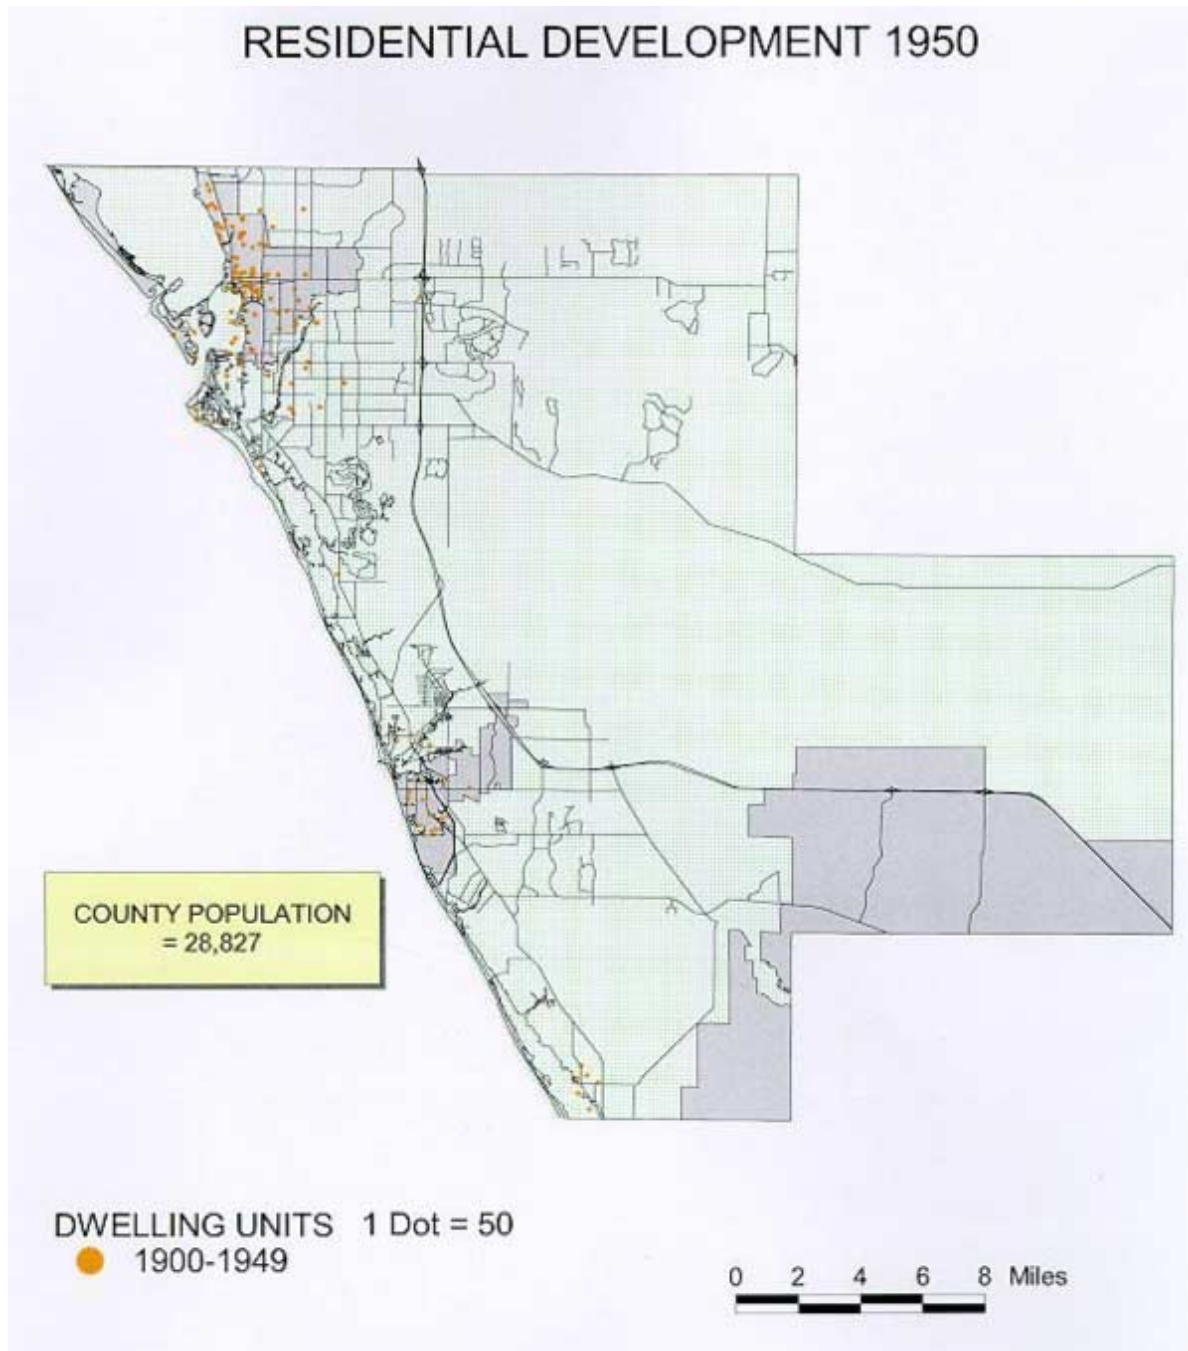 RESIDENTIAL DEVELOPMENT 1950
COUNTY POPULATION
= 28,827
DWELLING UNITS 1 Dot = 50
1900-1949
0 2 4 6 8 Miles